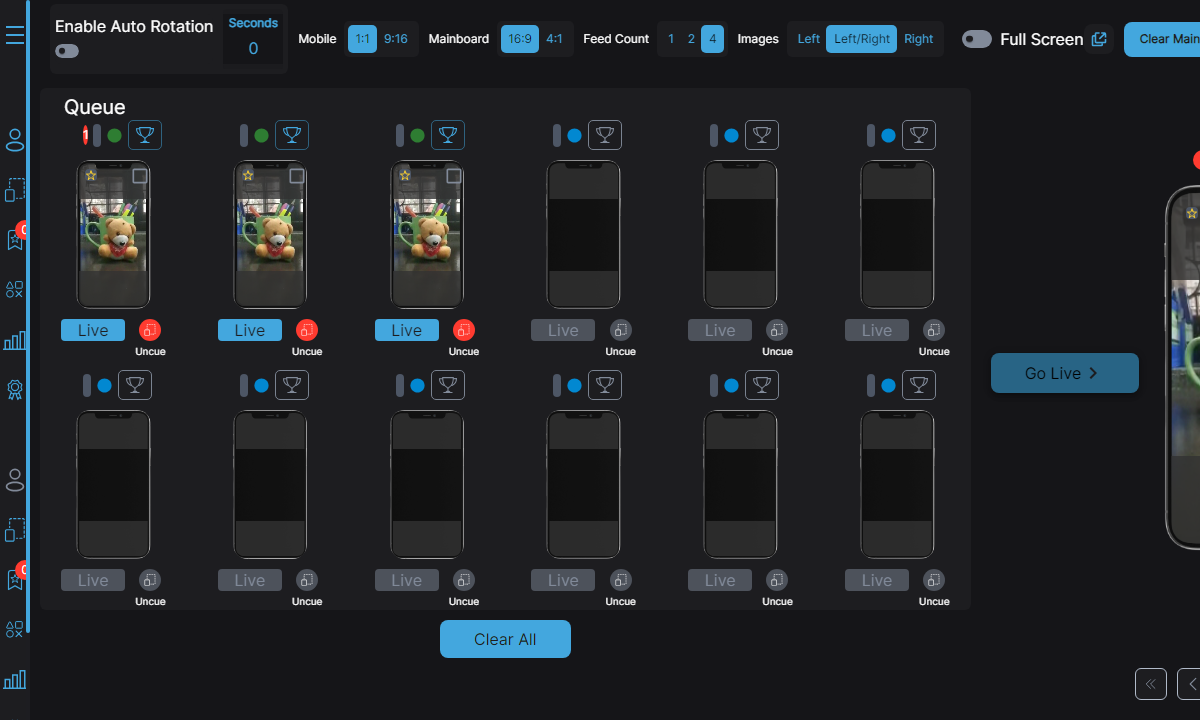 Enable Auto Rotation
Seconds
0
Mobile 1:1 9:16 Mainboard 16:9 4:1 Feed Count 1 2 4 Images Left Left/Right Right Full Screen Clear Main
Queue
1
Live Live Live Live Live Live
Uncue Uncue Uncue Uncue Uncue Uncue
Go Live
Live Live Live Live Live Live
Uncue Uncue Uncue Uncue Uncue Uncue
Clear All